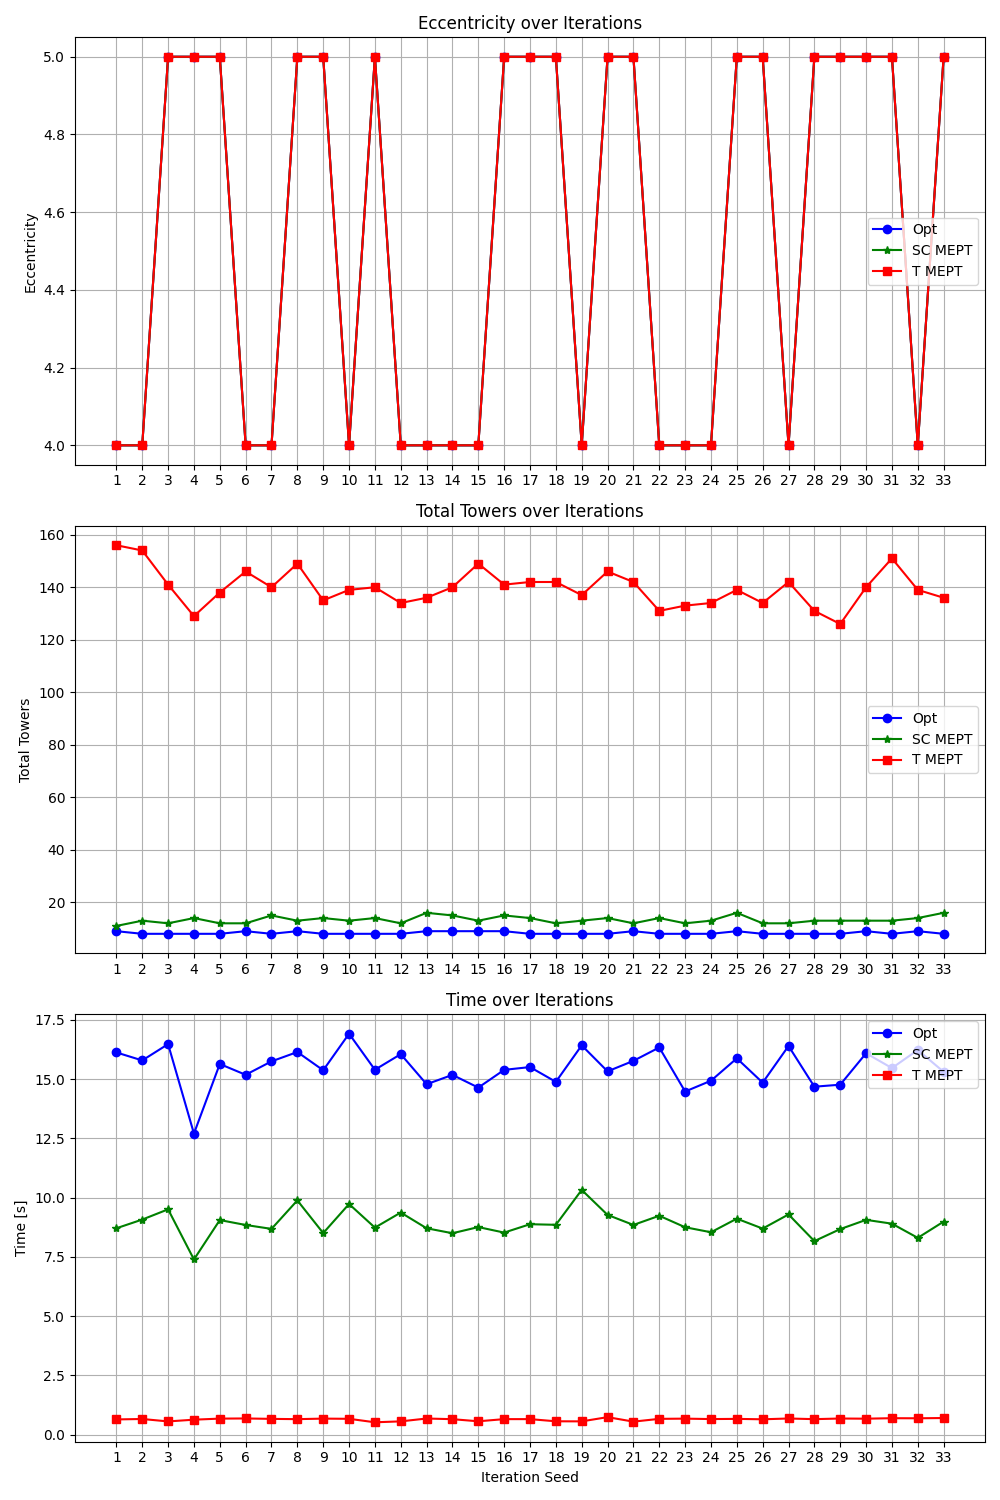 Eccentricity over Iterations
5.0
4.8
4.6
4.4
4.2
4.0
Eccentricity
Opt
SC MEPT
T MEPT
1 2 3 4 5 6 7 8 9 10 11 12 13 14 15 16 17 18 19 20 21 22 23 24 25 26 27 28 29 30 31 32 33
Total Towers over Iterations
160
140
120
100
80
60
40
20
Total Towers
Opt
SC MEPT
T MEPT
1 2 3 4 5 6 7 8 9 10 11 12 13 14 15 16 17 18 19 20 21 22 23 24 25 26 27 28 29 30 31 32 33
Time over Iterations
17.5
15.0
12.5
10.0
7.5
5.0
2.5
0.0
Time [s]
Opt
SC MEPT
T MEPT
1 2 3 4 5 6 7 8 9 10 11 12 13 14 15 16 17 18 19 20 21 22 23 24 25 26 27 28 29 30 31 32 33
Iteration Seed